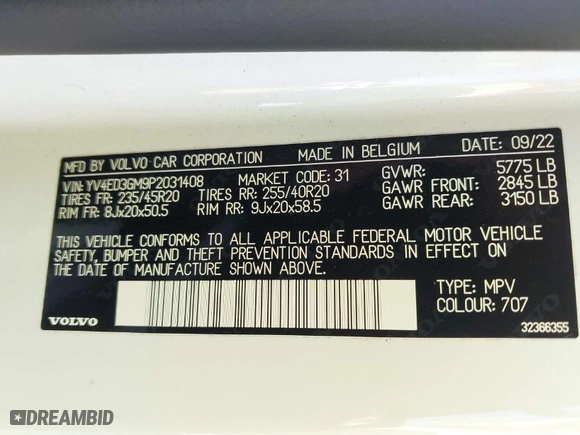 MFD BY VOLVO CAR CORPORATION MADE IN BELGIUM DATE: 09/22
VIN: YV4ED3GM9P2031408 MARKET CODE: 31 GVWR: 5775 LB
TIRES FR: 235/45R20 TIRES RR: 255/40R20 GAWR FRONT: 2845 LB
RIM FR: 8Jx20x50.5 RIM RR: 9Jx20x58.5 GAWR REAR: 3150 LB
THIS VEHICLE CONFORMS TO ALL APPLICABLE FEDERAL MOTOR VEHICLE
SAFETY, BUMPER AND THEFT PREVENTION STANDARDS IN EFFECT ON
THE DATE OF MANUFACTURE SHOWN ABOVE.
TYPE: MPV
COLOUR: 707
VOLVO
32366355
DREAMBID